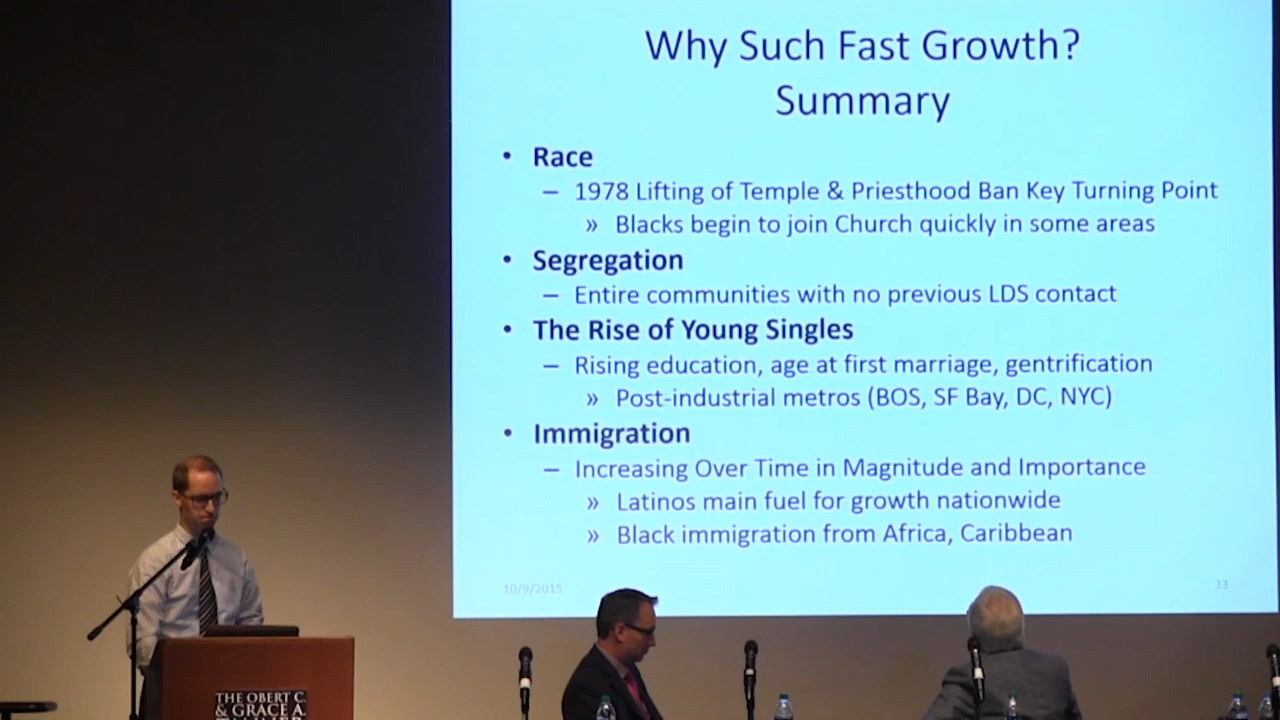 Why Such Fast Growth?
Summary
• Race
– 1978 Lifting of Temple & Priesthood Ban Key Turning Point
» Blacks begin to join Church quickly in some areas
• Segregation
– Entire communities with no previous LDS contact
• The Rise of Young Singles
– Rising education, age at first marriage, gentrification
» Post-industrial metros (BOS, SF Bay, DC, NYC)
• Immigration
– Increasing Over Time in Magnitude and Importance
» Latinos main fuel for growth nationwide
» Black immigration from Africa, Caribbean
10/9/2015
33
THE OBERT C.
& GRACE A.